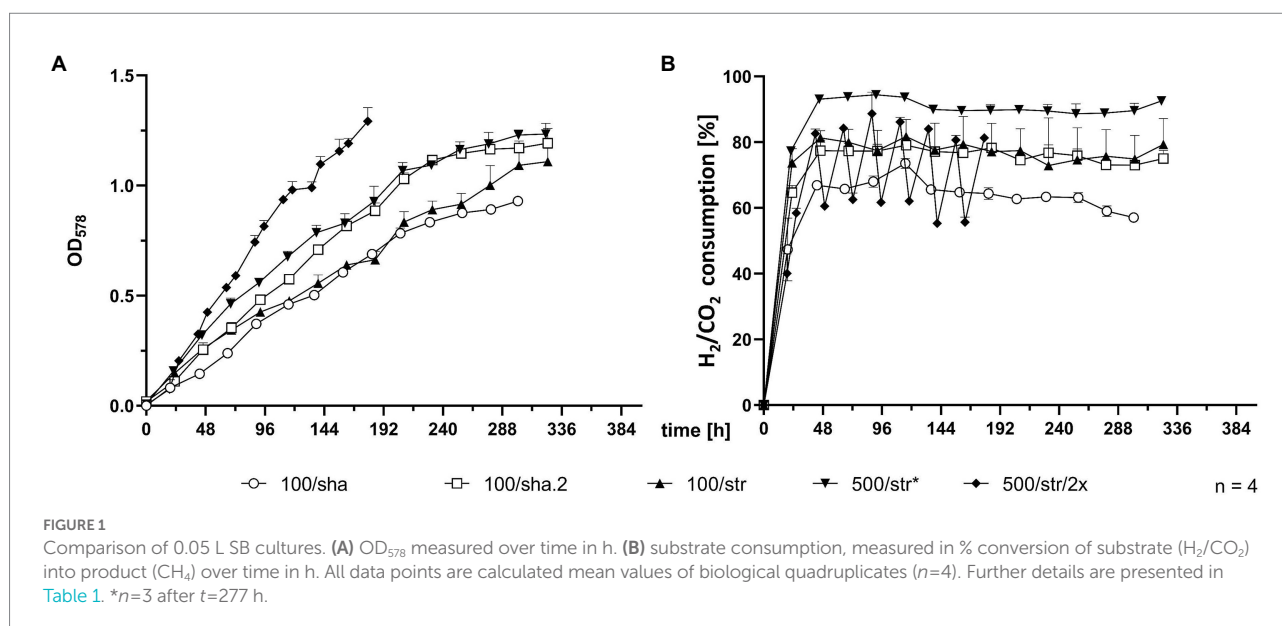 A
B
1.5
1.0
0.5
0.0
OD₅₇₈
0 48 96 144 192 240 288 336 384
100
80
60
40
20
0
H₂/CO₂ consumption [%]
time [h]
0 48 96 144 192 240 288 336 384
100/sha 100/sha.2 100/str 500/str* 500/str/2x n = 4
FIGURE 1
Comparison of 0.05 L SB cultures. (A) OD₅₇₈ measured over time in h. (B) substrate consumption, measured in % conversion of substrate (H₂/CO₂)
into product (CH₄) over time in h. All data points are calculated mean values of biological quadruplicates (n=4). Further details are presented in
Table 1. *n=3 after t=277 h.